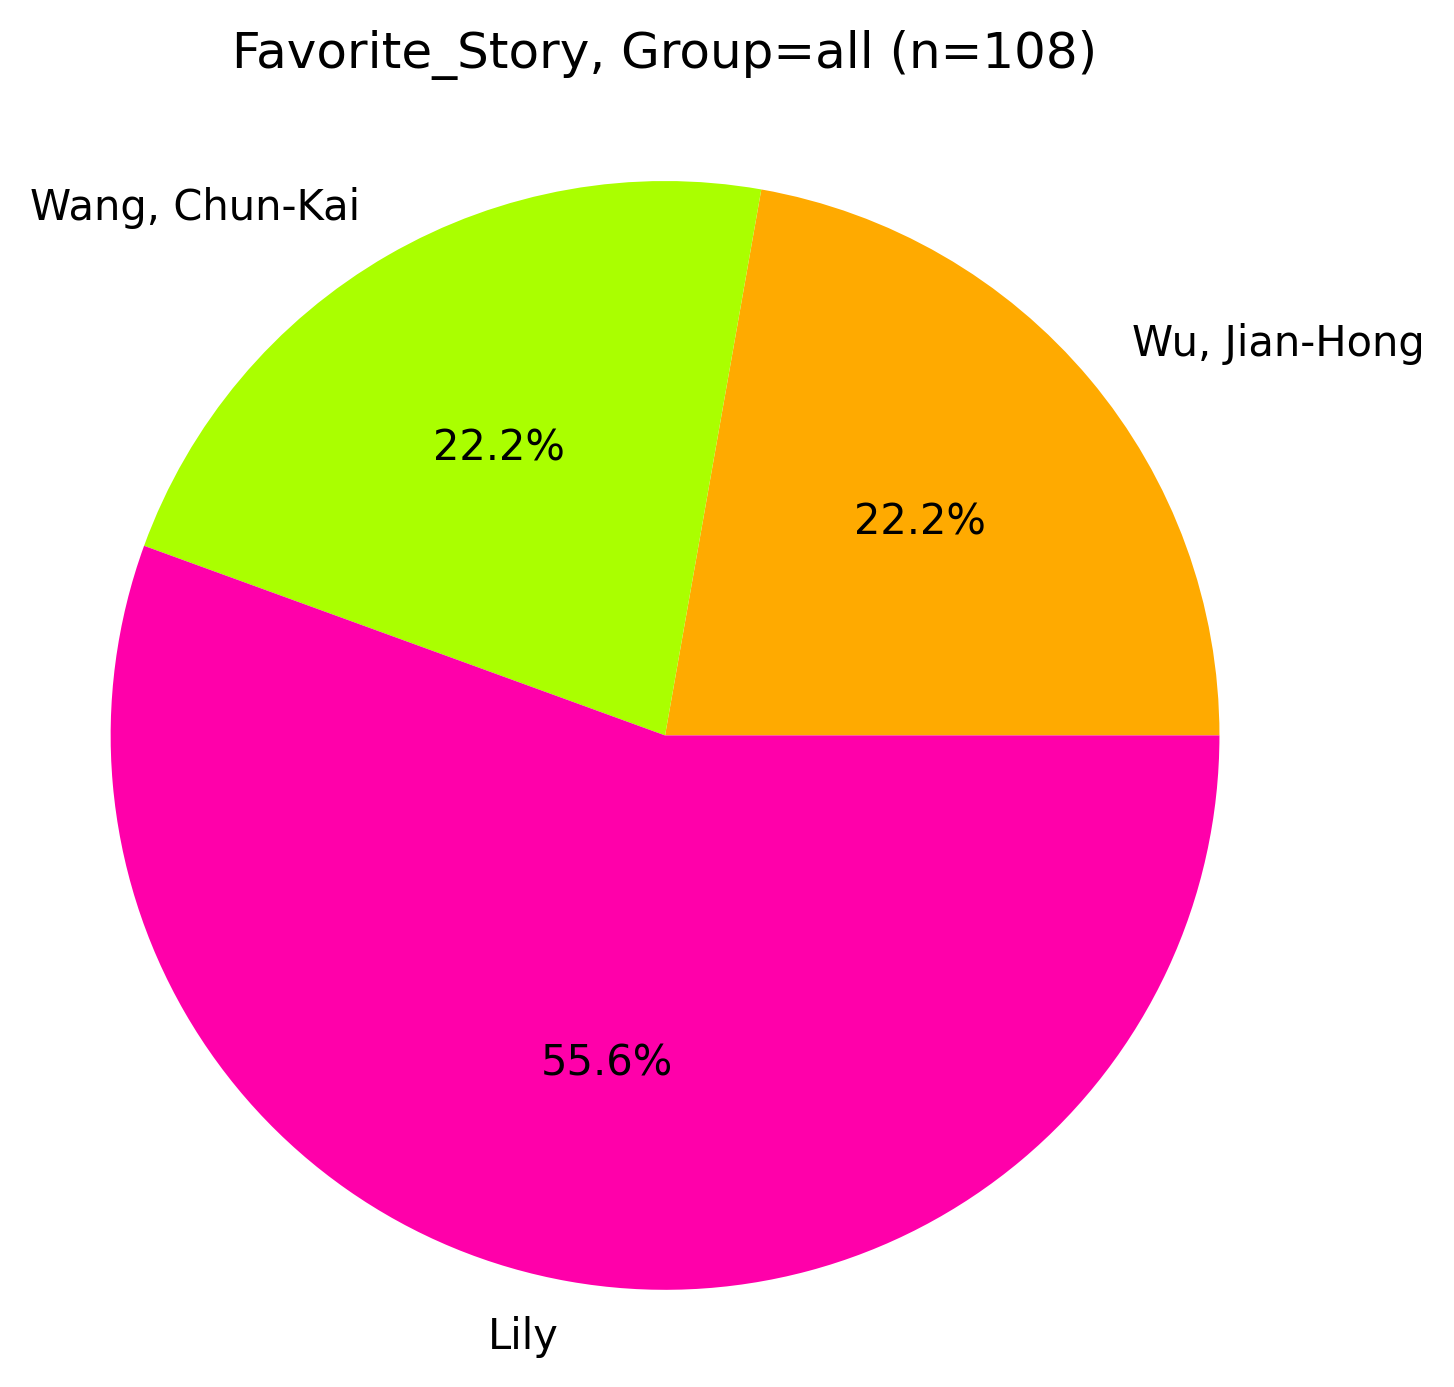 Favorite_Story, Group=all (n=108)
Wang, Chun-Kai
Wu, Jian-Hong
22.2%
22.2%
55.6%
Lily